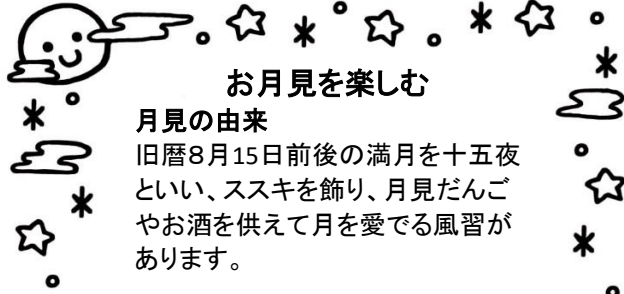 お月見を楽しむ
月見の由来
旧暦８月15日前後の満月を十五夜
といい、ススキを飾り、月見だんご
やお酒を供えて月を愛でる風習が
あります。